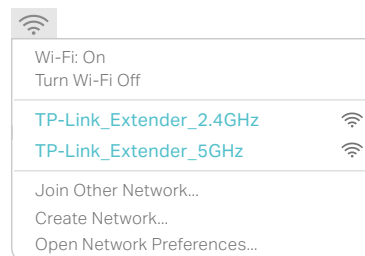 Wi-Fi: On
Turn Wi-Fi Off
TP-Link_Extender_2.4GHz
TP-Link_Extender_5GHz
Join Other Network...
Create Network...
Open Network Preferences...